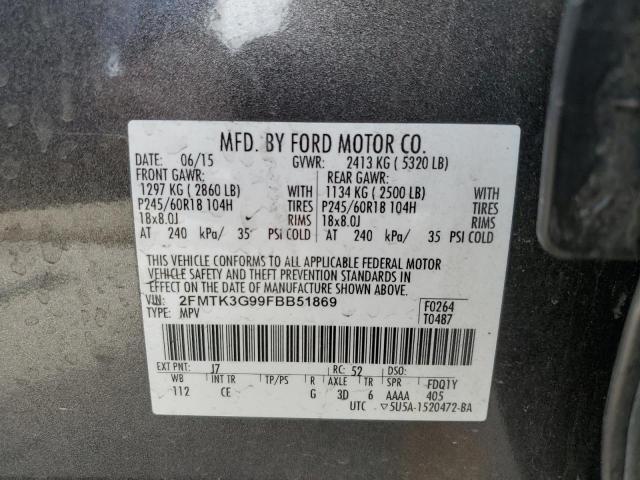 MFD. BY FORD MOTOR CO.
DATE: 06/15 GVWR: 2413 KG ( 5320 LB)
FRONT GAWR: REAR GAWR:
1297 KG ( 2860 LB) WITH 1134 KG ( 2500 LB) WITH
P245/60R18 104H TIRES P245/60R18 104H TIRES
18x8.0J RIMS 18x8.0J RIMS
AT 240 kPa/ 35 PSI COLD AT 240 kPa/ 35 PSI COLD
THIS VEHICLE CONFORMS TO ALL APPLICABLE FEDERAL MOTOR
VEHICLE SAFETY AND THEFT PREVENTION STANDARDS IN EFFECT
ON THE DATE OF MANUFACTURE SHOWN ABOVE.
VIN: 2FMTK3G99FBB51869 F0264
TYPE: MPV T0487
EXT PNT: J7 RC: 52 DSO:
WB INT TR TP/PS R AXLE TR SPR FDQ1Y
112 CE G 3D 6 AAAA 405
UTC ▽5U5A-1520472-BA